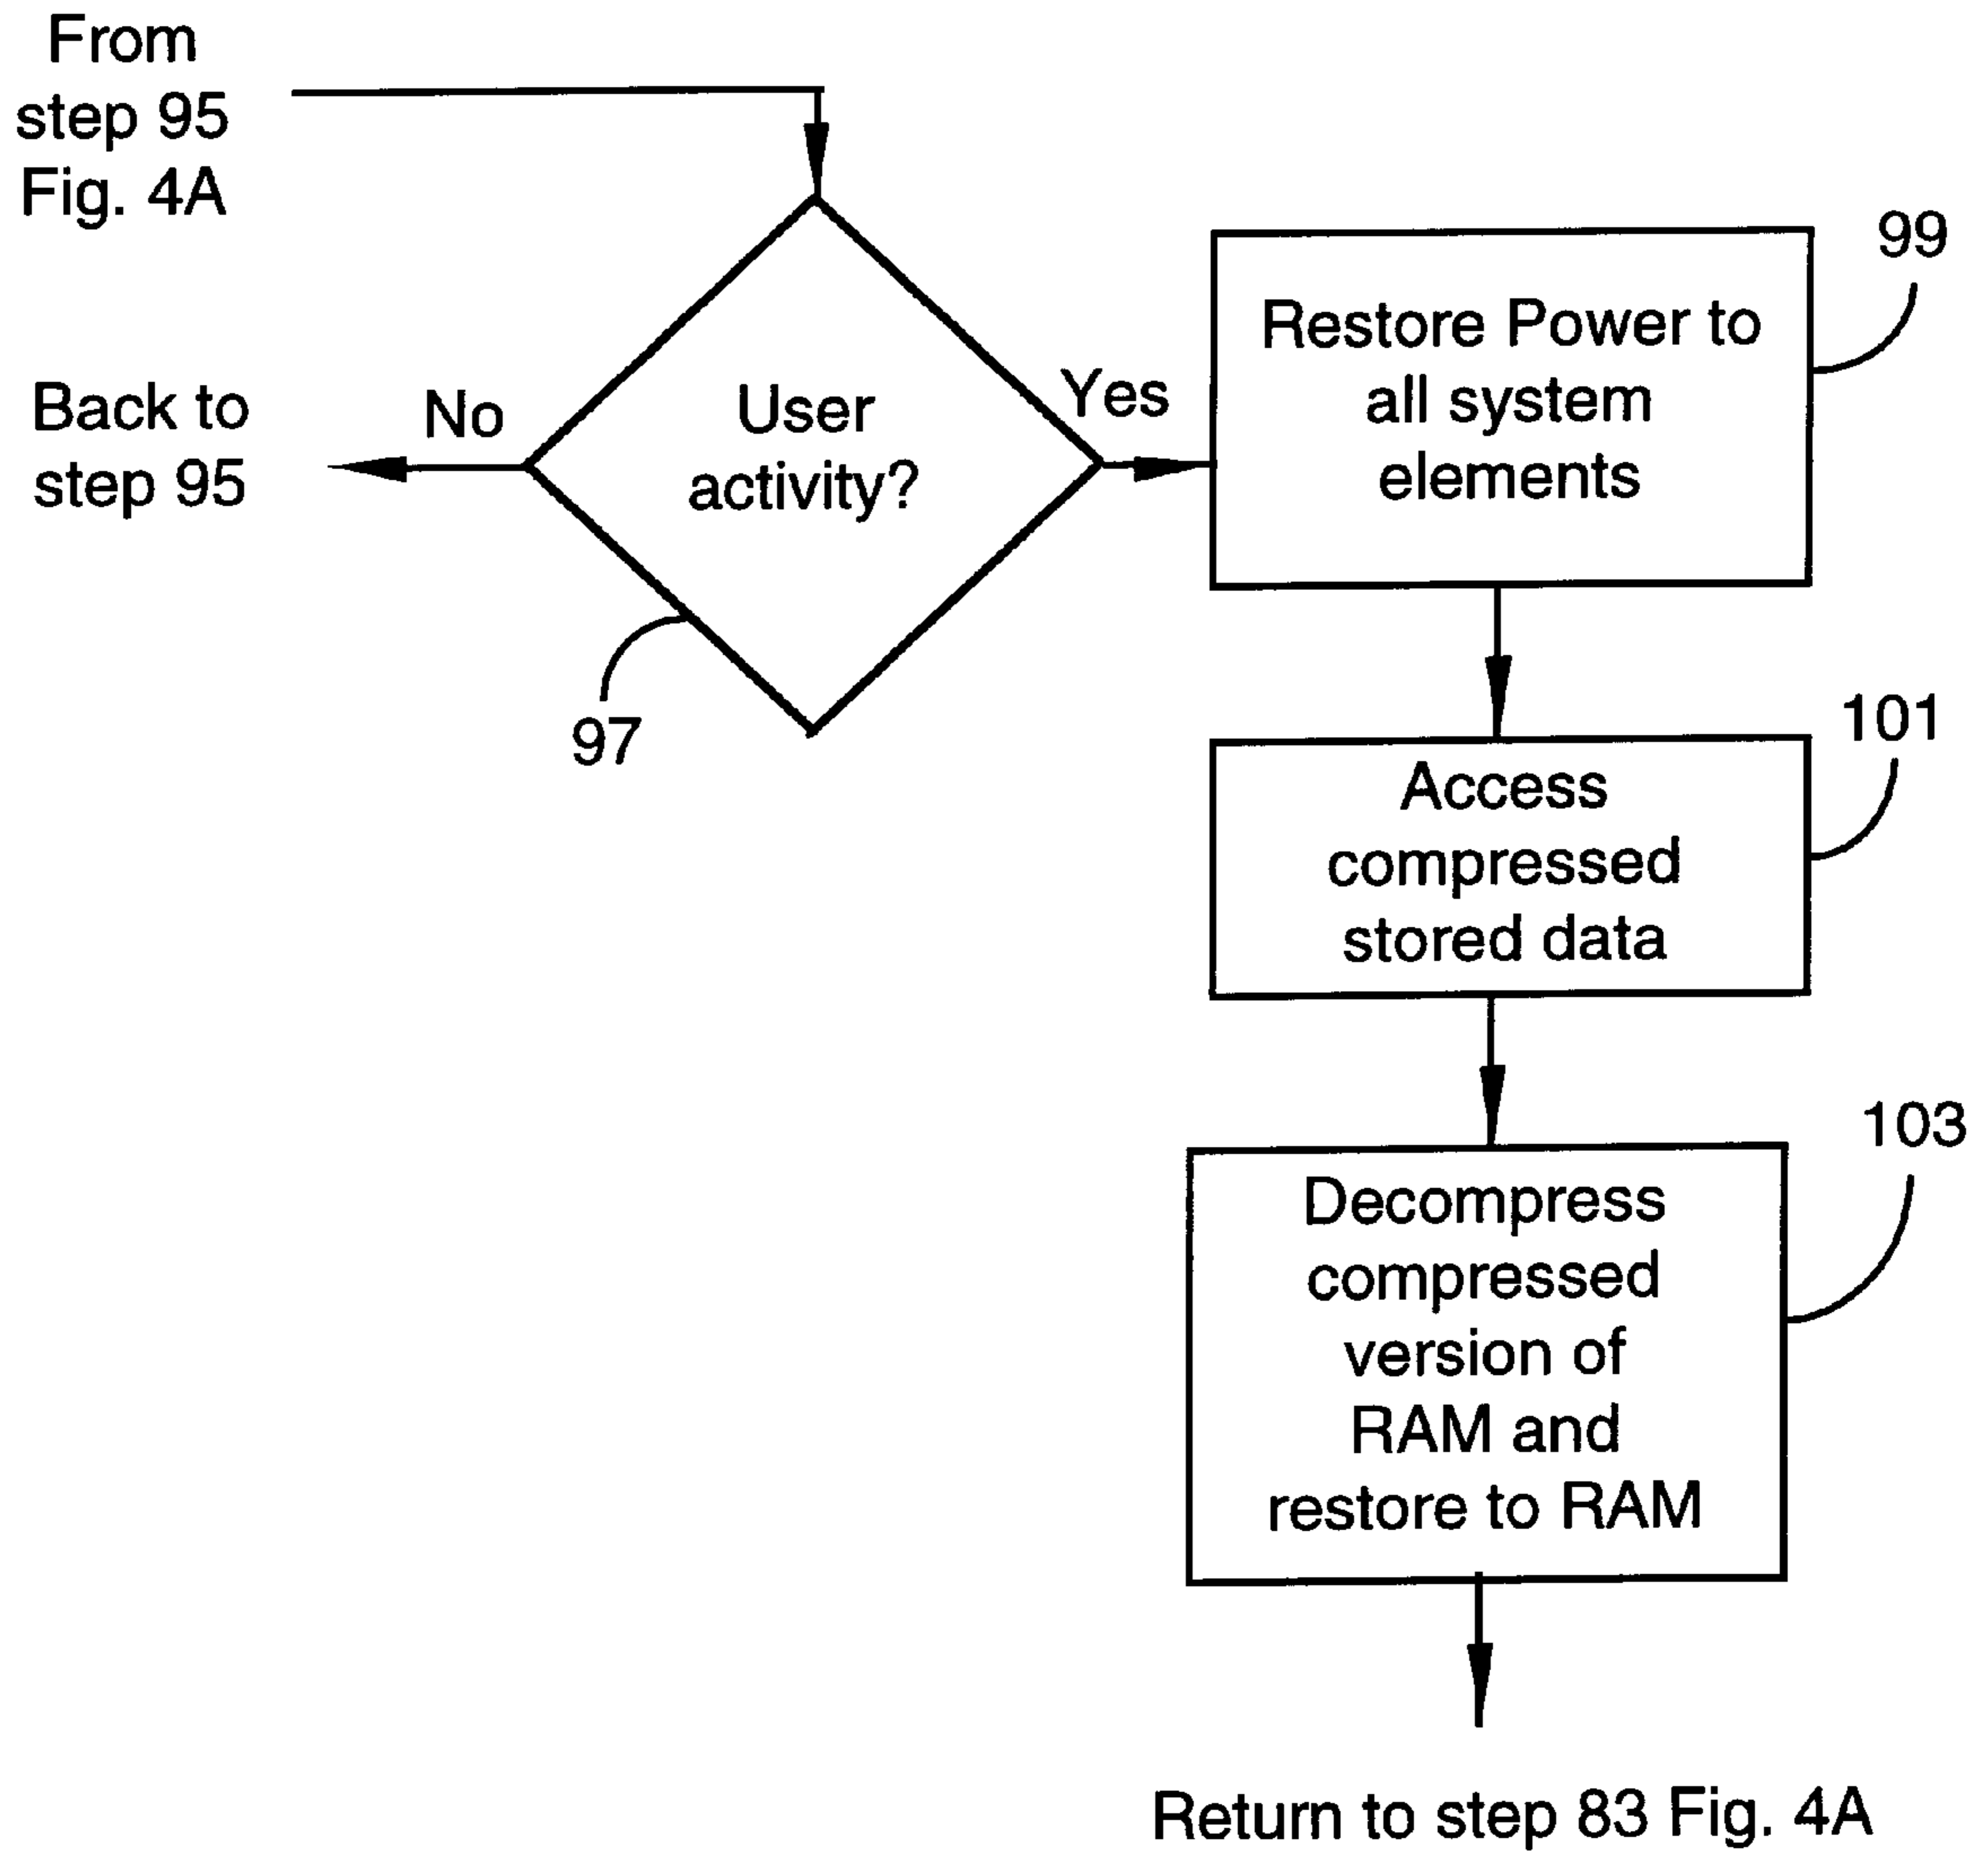 From
step 95
Fig. 4A
Back to
step 95
No
User
activity?
Yes
97
Restore Power to
all system
elements
99
Access
compressed
stored data
101
Decompress
compressed
version of
RAM and
restore to RAM
103
Return to step 83 Fig. 4A